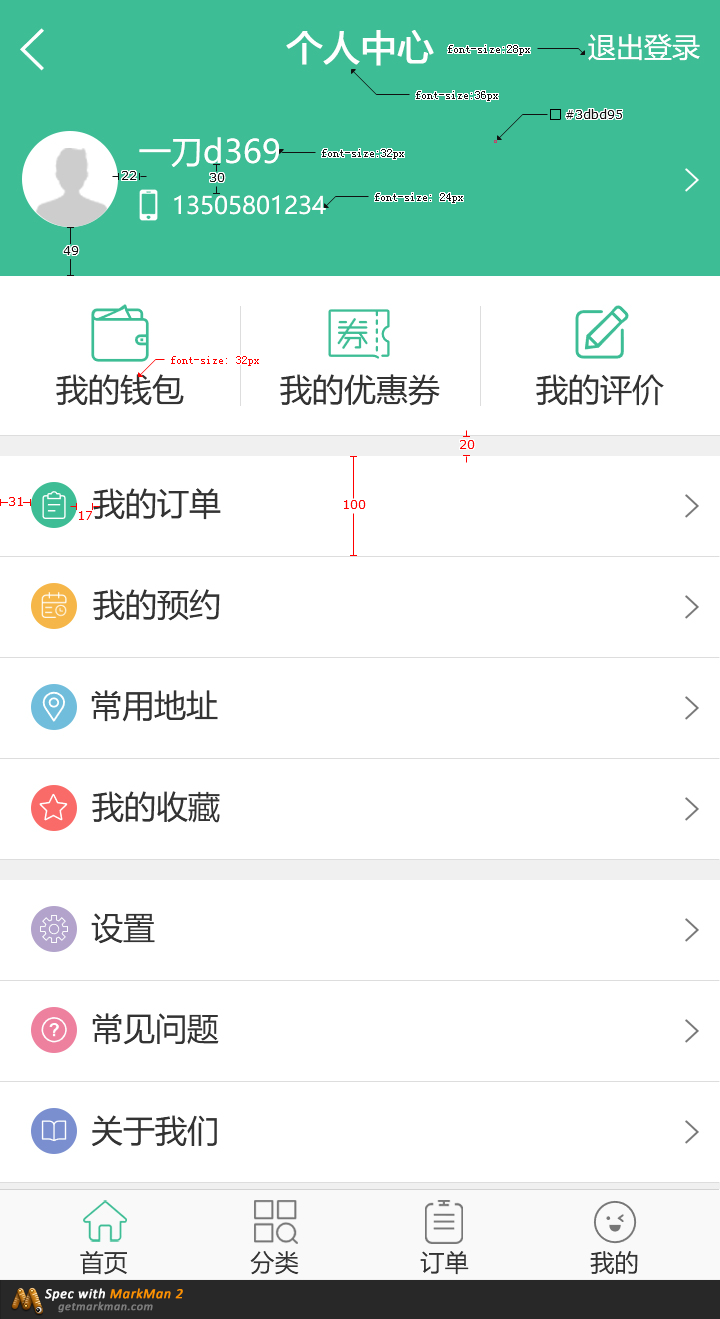 个人中心 font-size:28px 退出登录
font-size:36px
#3dbd95
一刀d369 font-size:32px
22 30
13505801234 font-size: 24px
49
券
font-size: 32px
我的钱包 我的优惠券 我的评价
20
31 17 我的订单 100
我的预约
常用地址
我的收藏
设置
? 常见问题
关于我们
首页 分类 订单 我的
Spec with MarkMan 2
getmarkman.com